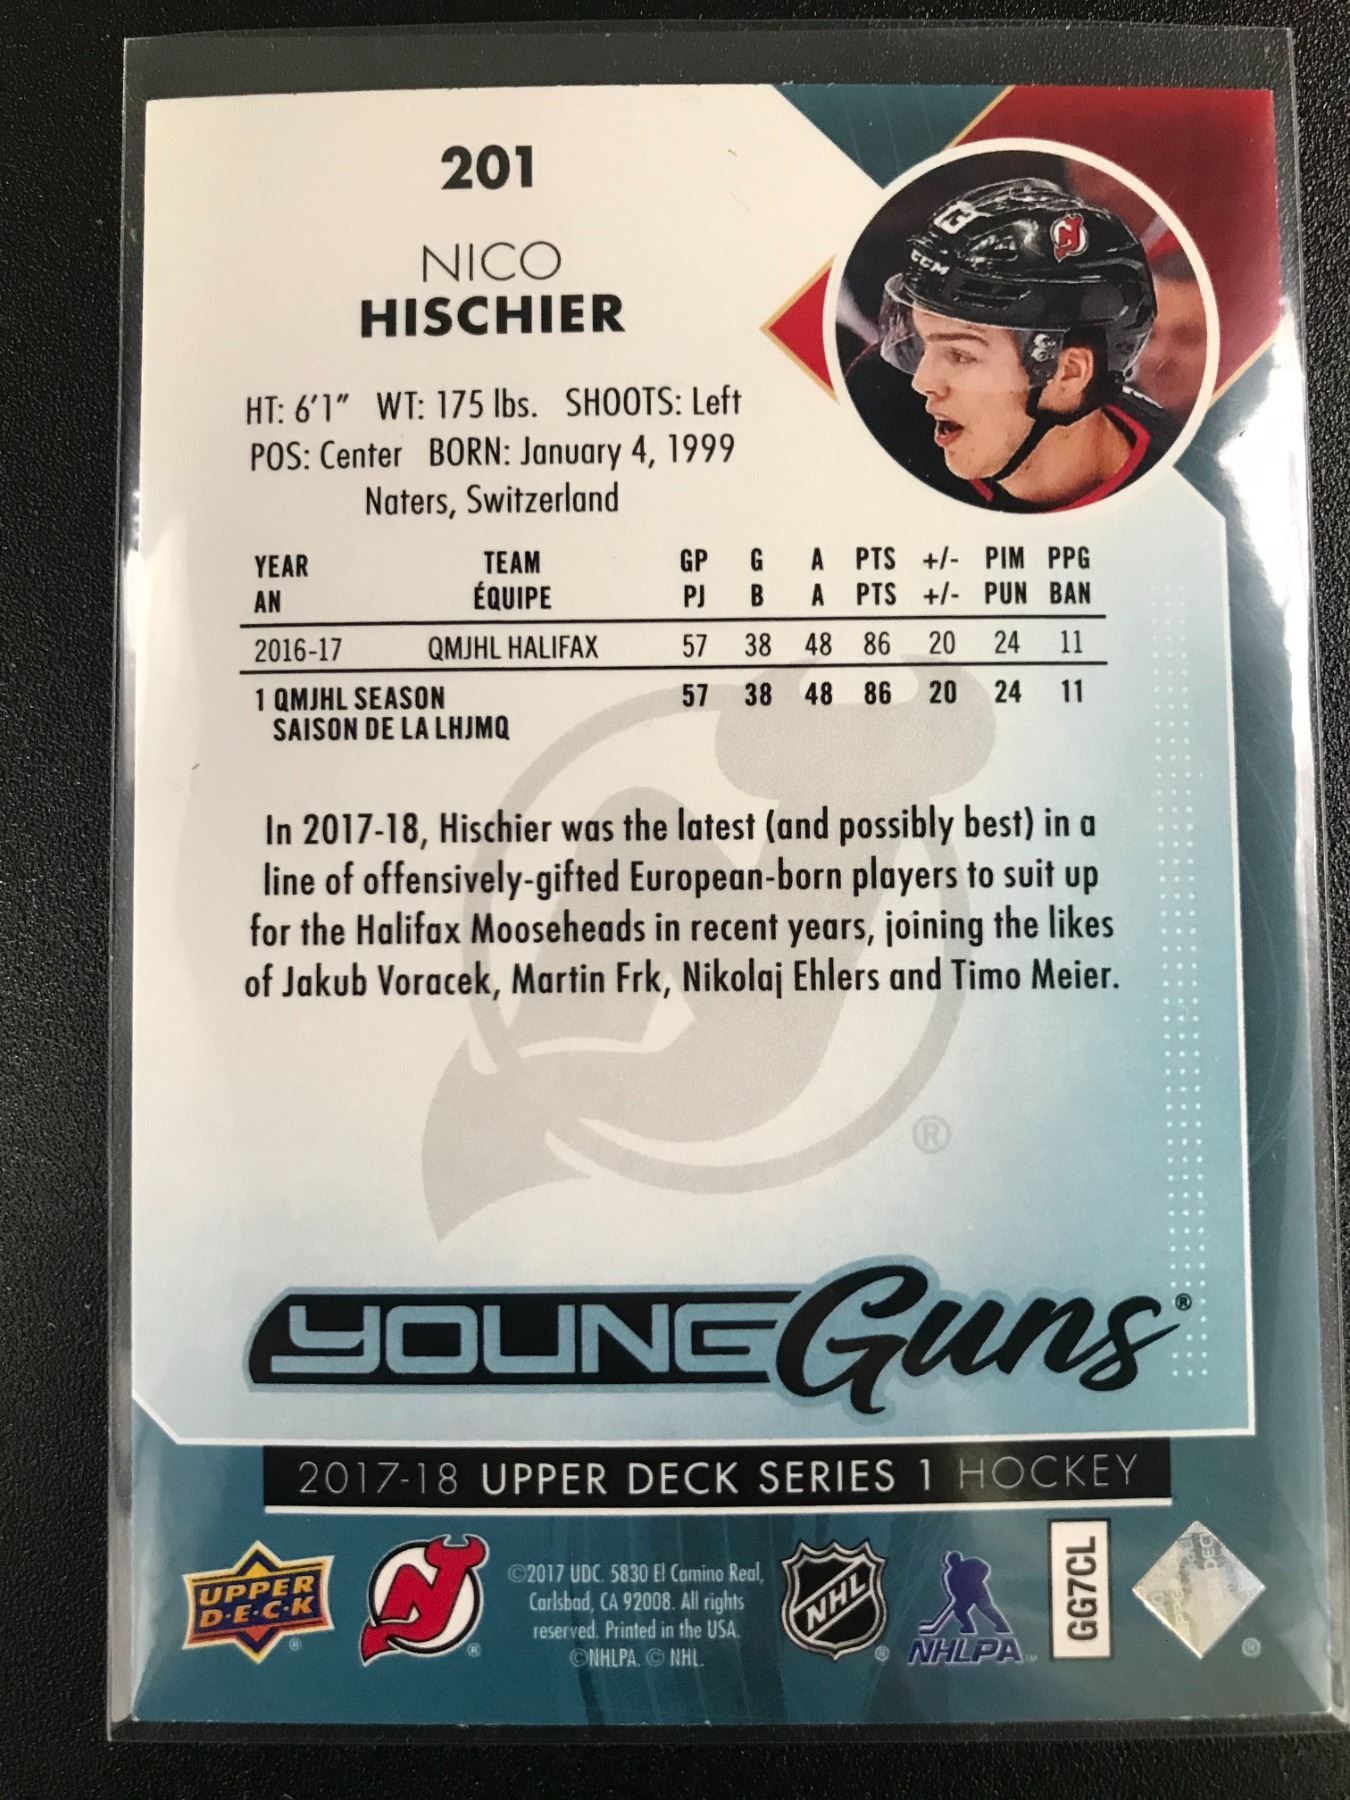 201
NICO
HISCHIER
HT: 6'1" WT: 175 lbs. SHOOTS: Left
POS: Center BORN: January 4, 1999
Naters, Switzerland
YEAR TEAM GP G A PTS +/- PIM PPG
AN ÉQUIPE PJ B A PTS +/- PUN BAN
2016-17 QMJHL HALIFAX 57 38 48 86 20 24 11
1 QMJHL SEASON 57 38 48 86 20 24 11
SAISON DE LA LHJMQ
In 2017-18, Hischier was the latest (and possibly best) in a
line of offensively-gifted European-born players to suit up
for the Halifax Mooseheads in recent years, joining the likes
of Jakub Voracek, Martin Frk, Nikolaj Ehlers and Timo Meier.
®
YOUNG Guns®
2017-18 UPPER DECK SERIES 1 HOCKEY
UPPER
D·E·C·K
®
®
©2017 UDC. 5830 El Camino Real,
Carlsbad, CA 92008. All rights
reserved. Printed in the USA.
©NHLPA. © NHL.
NHL
®
NHLPA™
GG7CL
®
CCM